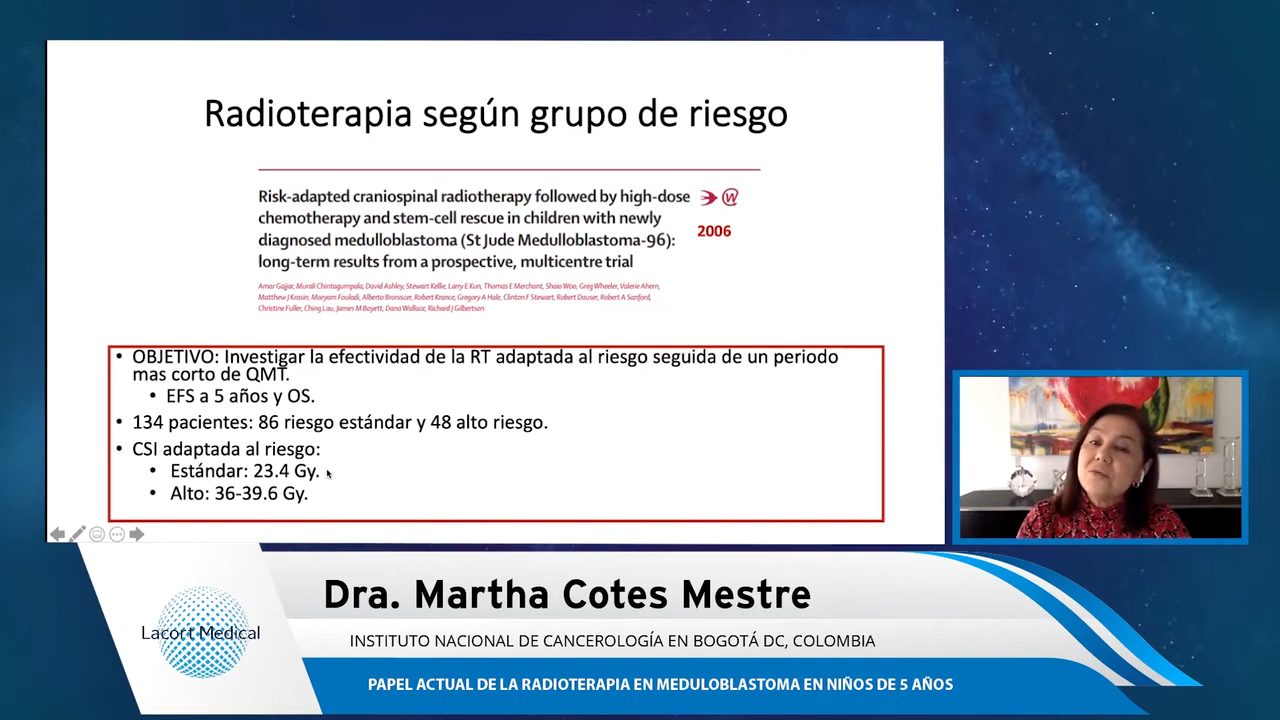 Radioterapia según grupo de riesgo
Risk-adapted craniospinal radiotherapy followed by high-dose
chemotherapy and stem-cell rescue in children with newly
diagnosed medulloblastoma (St Jude Medulloblastoma-96):
long-term results from a prospective, multicentre trial
W
2006
Amar Gajjar, Murali Chintagumpala, David Ashley, Stewart Kellie, Larry E Kun, Thomas E Merchant, Shaio Woo, Greg Wheeler, Valerie Ahern,
Matthew J Krasin, Maryam Fouladi, Alberto Broniscer, Robert Krance, Gregory A Hale, Clinton F Stewart, Robert Dauser, Robert A Sanford,
Christine Fuller, Ching Lau, James M Boyett, Dana Wallace, Richard J Gilbertson
• OBJETIVO: Investigar la efectividad de la RT adaptada al riesgo seguida de un periodo
mas corto de QMT.
• EFS a 5 años y OS.
• 134 pacientes: 86 riesgo estándar y 48 alto riesgo.
• CSI adaptada al riesgo:
• Estándar: 23.4 Gy.
• Alto: 36-39.6 Gy.
Lacort Medical
Dra. Martha Cotes Mestre
INSTITUTO NACIONAL DE CANCEROLOGÍA EN BOGOTÁ DC, COLOMBIA
PAPEL ACTUAL DE LA RADIOTERAPIA EN MEDULOBLASTOMA EN NIÑOS DE 5 AÑOS